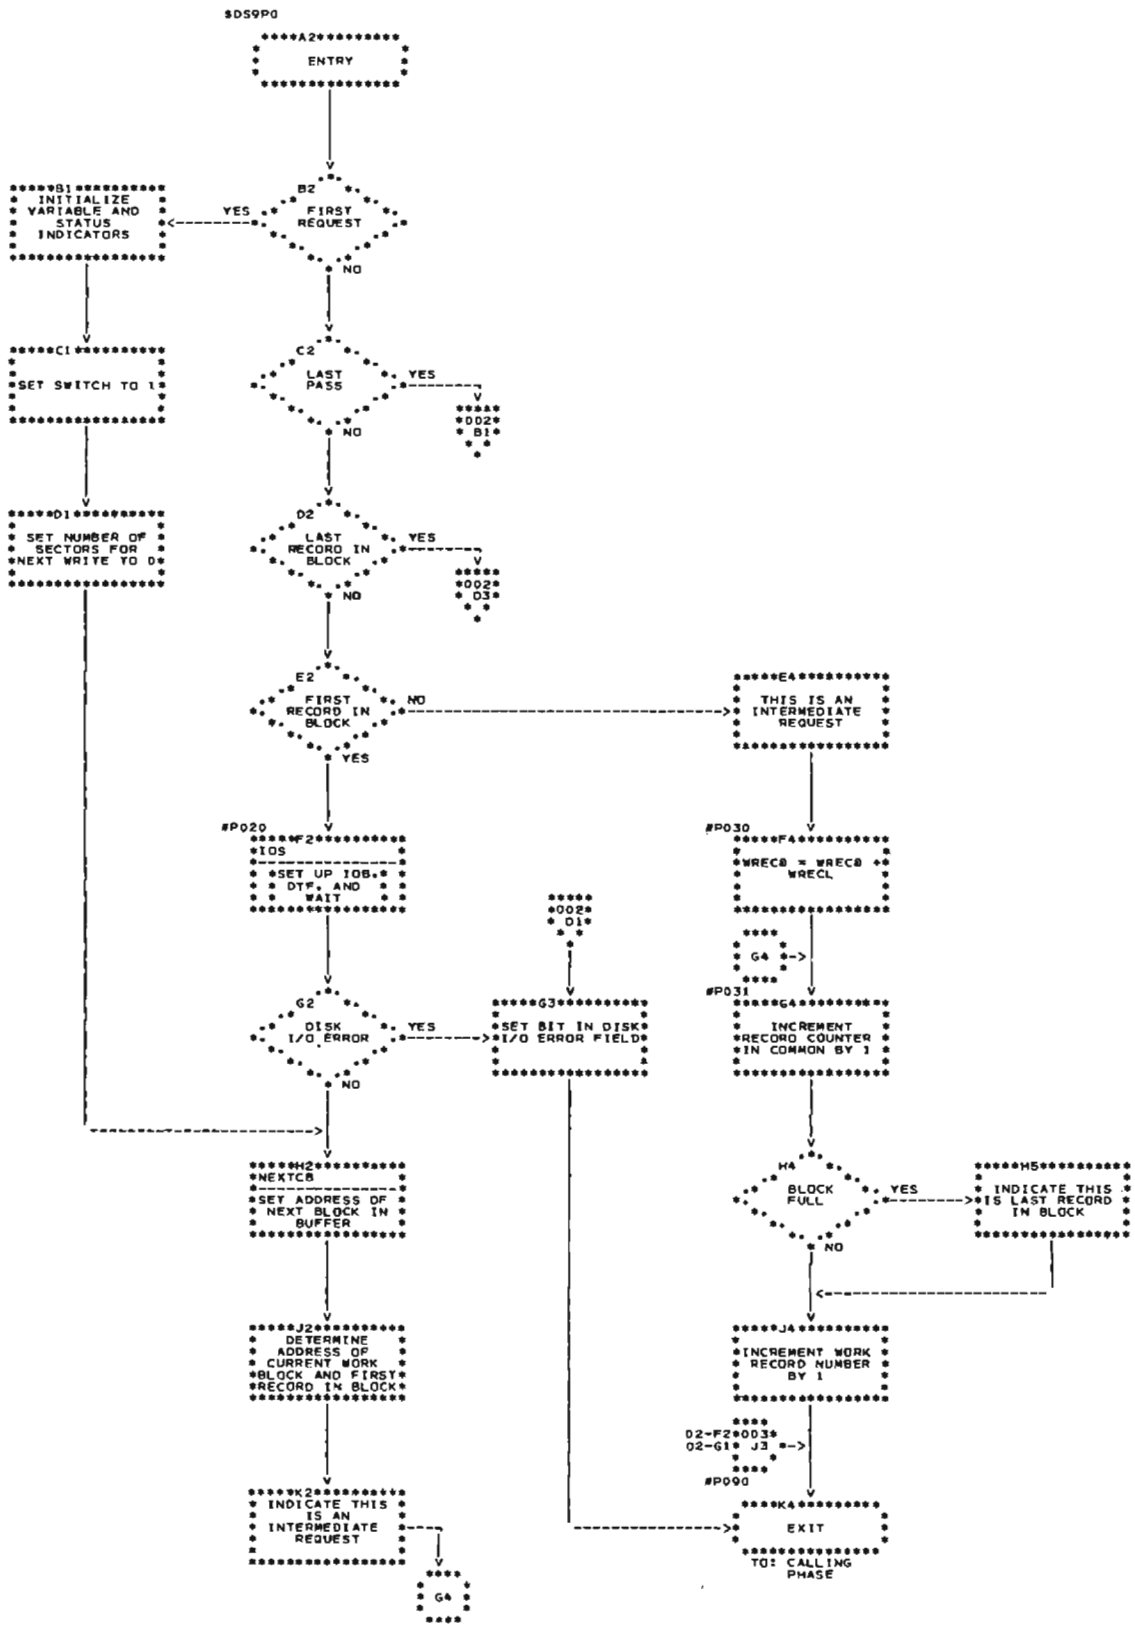 $DS9P0
A2
ENTRY
B1
INITIALIZE
VARIABLE AND
STATUS
INDICATORS
YES
B2
FIRST
REQUEST
NO
C1
SET SWITCH TO 1
C2
LAST
PASS
YES
002
B1
NO
D1
SET NUMBER OF
SECTORS FOR
NEXT WRITE TO 0
D2
LAST
RECORD IN
BLOCK
YES
002
D3
NO
E2
FIRST
RECORD IN
BLOCK
NO
YES
E4
THIS IS AN
INTERMEDIATE
REQUEST
#P020
F2
IOS
SET UP IOB,
DTF, AND
WAIT
#P030
F4
WREC@ = WREC@ +
WRECL
002
D1
G4
G2
DISK
I/O ERROR
YES
NO
G3
SET BIT IN DISK
I/O ERROR FIELD
#P031
G4
INCREMENT
RECORD COUNTER
IN COMMON BY 1
H2
NEXTCB
SET ADDRESS OF
NEXT BLOCK IN
BUFFER
H4
BLOCK
FULL
YES
NO
H5
INDICATE THIS
IS LAST RECORD
IN BLOCK
J2
DETERMINE
ADDRESS OF
CURRENT WORK
BLOCK AND FIRST
RECORD IN BLOCK
J4
INCREMENT WORK
RECORD NUMBER
BY 1
02-F2 003
02-G1 J3
#P090
K2
INDICATE THIS
IS AN
INTERMEDIATE
REQUEST
G4
K4
EXIT
TO: CALLING
PHASE